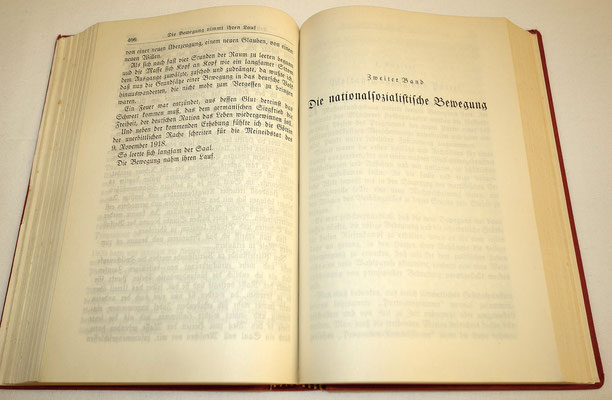 406 Die Bewegung nimmt ihren Lauf
von einer neuen Überzeugung, einem neuen Glauben, von einem
neuen Willen.
Als sich nach fast vier Stunden der Raum zu leeren begann
und die Masse sich Kopf an Kopf wie ein langsamer Strom
dem Ausgange zuwälzte, zuschob und zudrängte, da wußte ich,
daß nun die Grundsätze einer Bewegung in das deutsche Volk
hinauswanderten, die nicht mehr zum Vergessen zu bringen
waren.
Ein Feuer war entzündet, aus dessen Glut dereinst das
Schwert kommen muß, das dem germanischen Siegfried die
Freiheit, der deutschen Nation das Leben wiedergewinnen soll.
Und neben der kommenden Erhebung fühlte ich die Göttin
der unerbittlichen Rache schreiten für die Meineidstat des
9. November 1918.
So leerte sich langsam der Saal.
Die Bewegung nahm ihren Lauf.
Zweiter Band
Die nationalsozialistische Bewegung